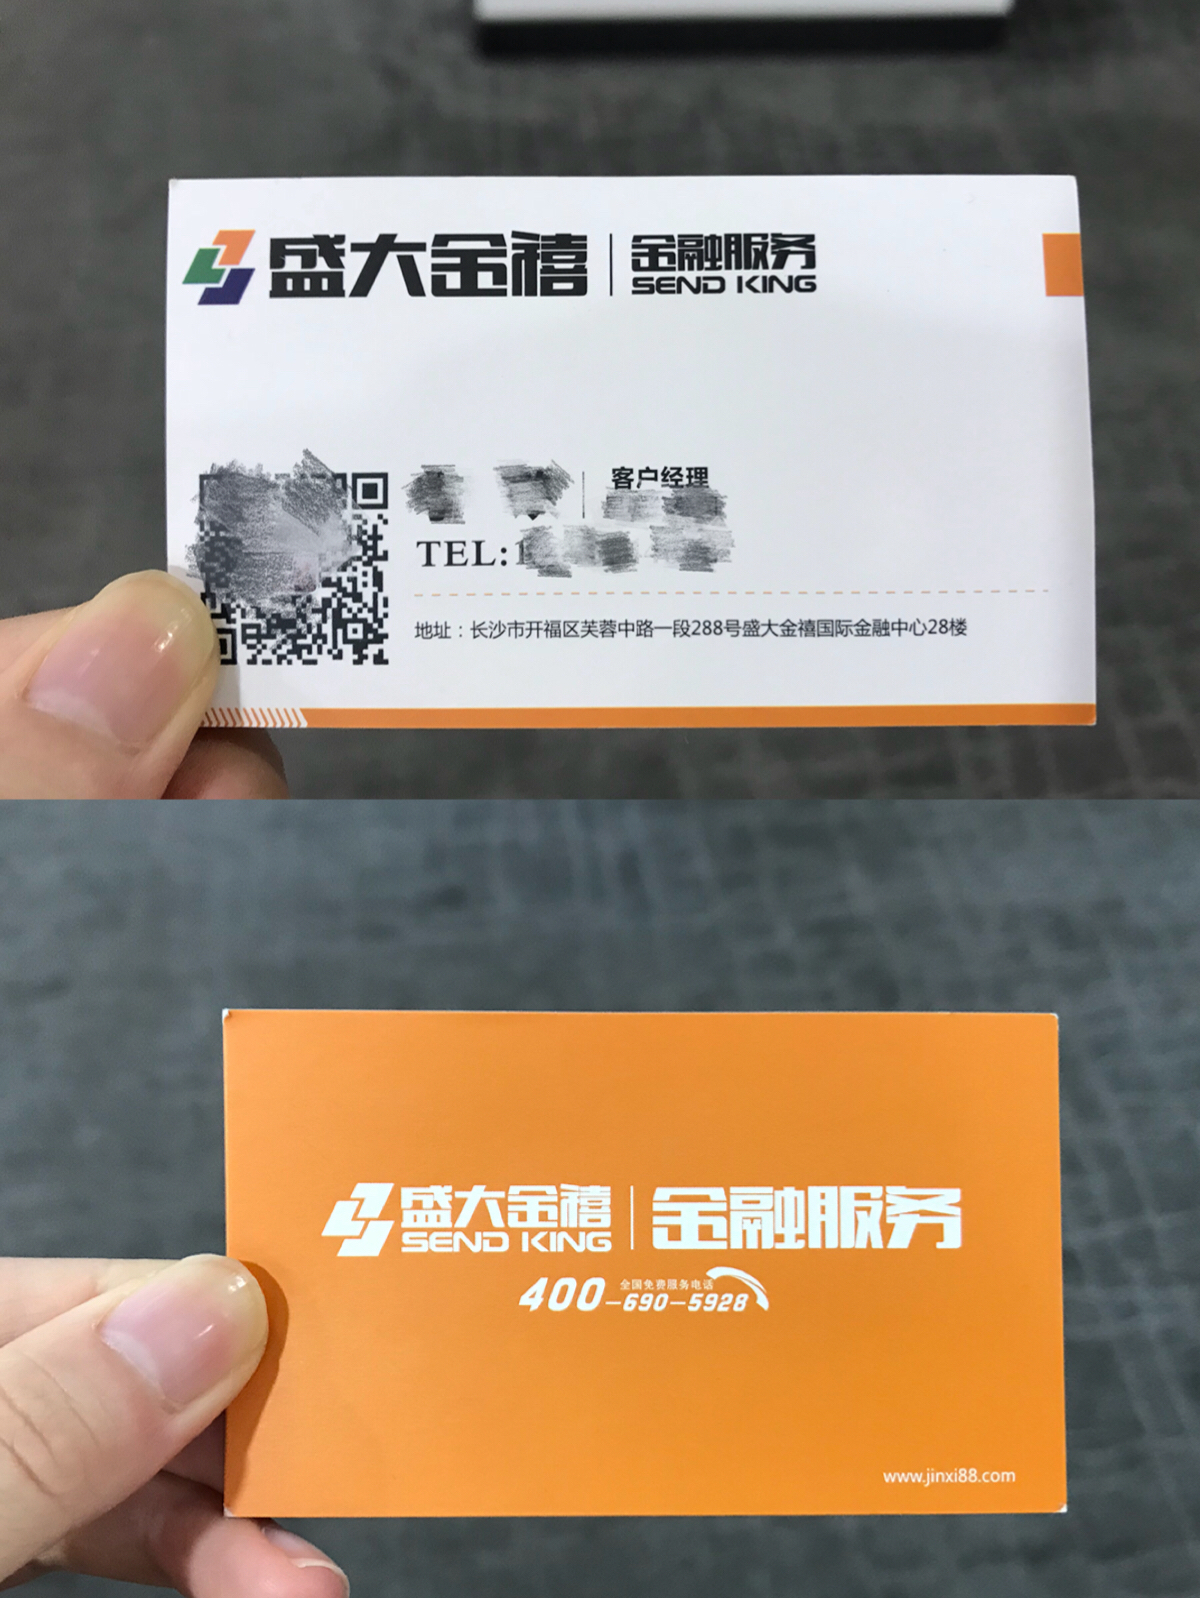 盛大金禧 金融服务
SEND KING
客户经理
TEL:1
地址：长沙市开福区芙蓉中路一段288号盛大金禧国际金融中心28楼
盛大金禧 金融服务
SEND KING
全国免费服务电话
400-690-5928
www.jinxi88.com